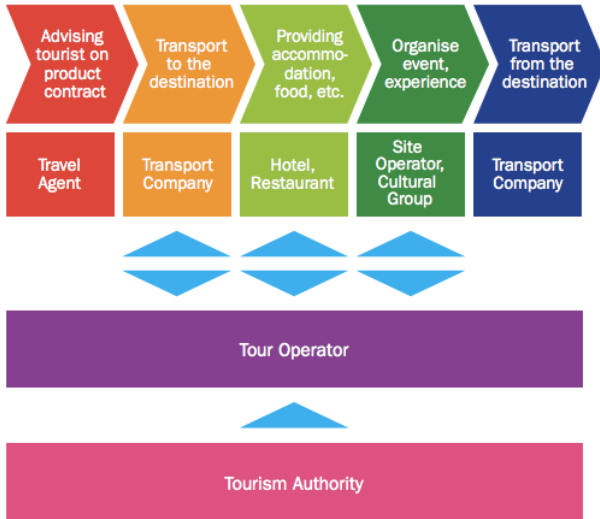 Advising
tourist on
product
contract
Transport
to the
destination
Providing
accommo-
dation,
food, etc.
Organise
event,
experience
Transport
from the
destination
Travel
Agent
Transport
Company
Hotel,
Restaurant
Site
Operator,
Cultural
Group
Transport
Company
Tour Operator
Tourism Authority